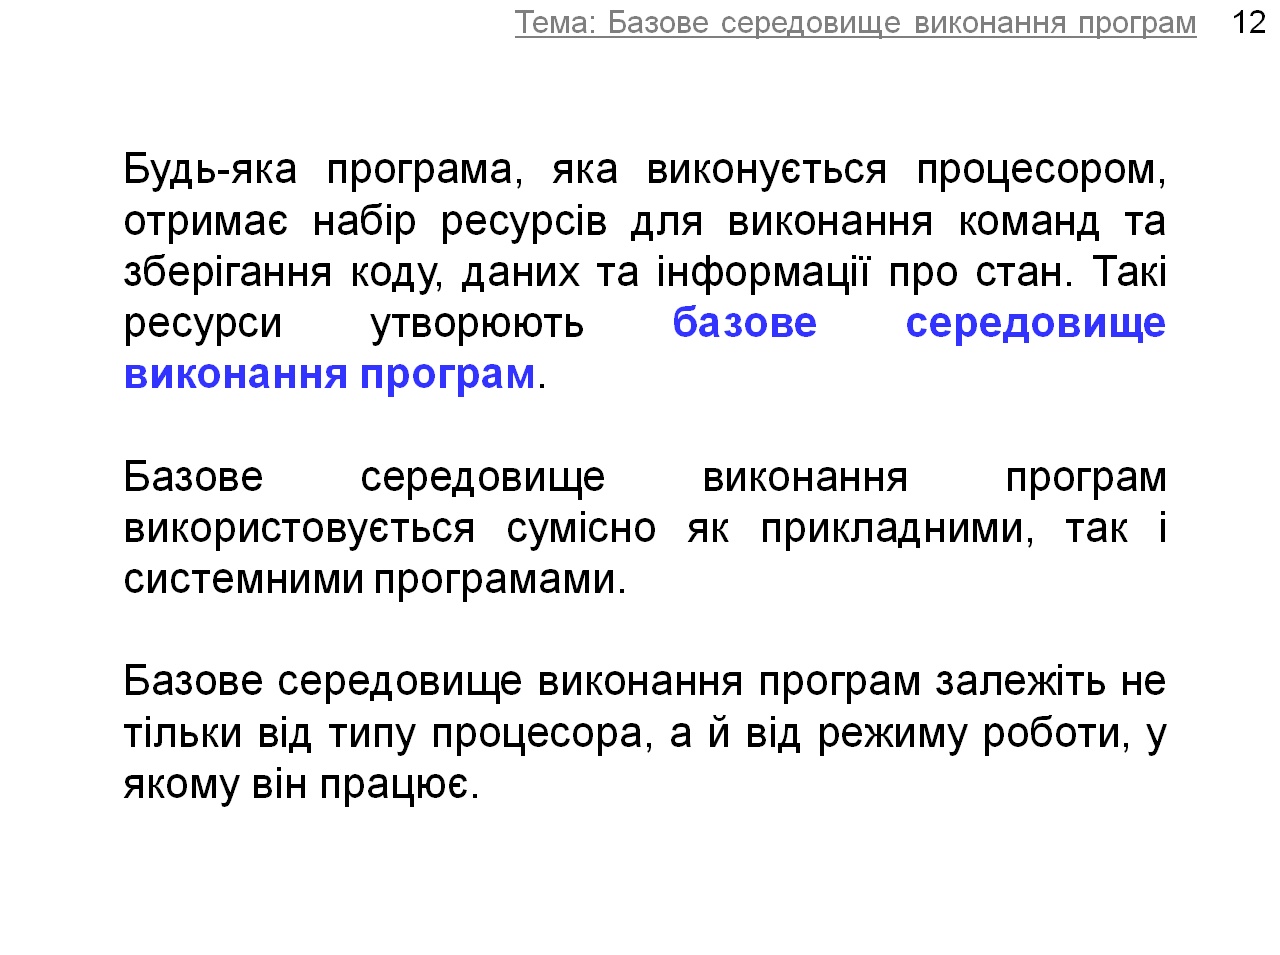 Тема: Базове середовище виконання програм 12
Будь-яка програма, яка виконується процесором,
отримає набір ресурсів для виконання команд та
зберігання коду, даних та інформації про стан. Такі
ресурси утворюють базове середовище
виконання програм.
Базове середовище виконання програм
використовується сумісно як прикладними, так і
системними програмами.
Базове середовище виконання програм залежіть не
тільки від типу процесора, а й від режиму роботи, у
якому він працює.